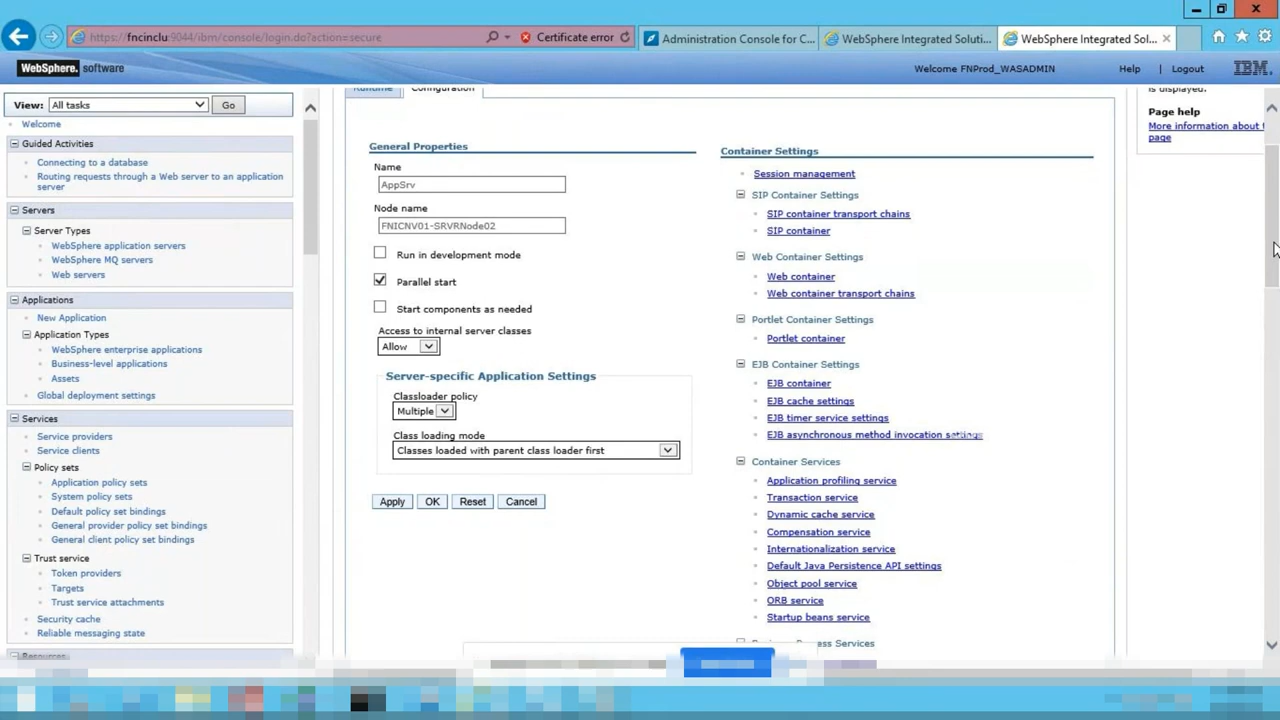 https://fncinclu:9044/ibm/console/login.do?action=secure
Certificate error
Administration Console for C...
WebSphere Integrated Soluti...
WebSphere Integrated Sol...
WebSphere. software
Welcome FNProd_WASADMIN
Help
Logout
IBM.
View:
All tasks
Go
Welcome
Guided Activities
Connecting to a database
Routing requests through a Web server to an application
server
Servers
Server Types
WebSphere application servers
WebSphere MQ servers
Web servers
Applications
New Application
Application Types
WebSphere enterprise applications
Business-level applications
Assets
Global deployment settings
Services
Service providers
Service clients
Policy sets
Application policy sets
System policy sets
Default policy set bindings
General provider policy set bindings
General client policy set bindings
Trust service
Token providers
Targets
Trust service attachments
Security cache
Reliable messaging state
Resources
Runtime
Configuration
General Properties
Name
AppSrv
Node name
FNICNV01-SRVRNode02
Run in development mode
Parallel start
Start components as needed
Access to internal server classes
Allow
Server-specific Application Settings
Classloader policy
Multiple
Class loading mode
Classes loaded with parent class loader first
Apply
OK
Reset
Cancel
Container Settings
Session management
SIP Container Settings
SIP container transport chains
SIP container
Web Container Settings
Web container
Web container transport chains
Portlet Container Settings
Portlet container
EJB Container Settings
EJB container
EJB cache settings
EJB timer service settings
EJB asynchronous method invocation settings
Container Services
Application profiling service
Transaction service
Dynamic cache service
Compensation service
Internationalization service
Default Java Persistence API settings
Object pool service
ORB service
Startup beans service
Business Process Services
is displayed.
Page help
More information about t
page